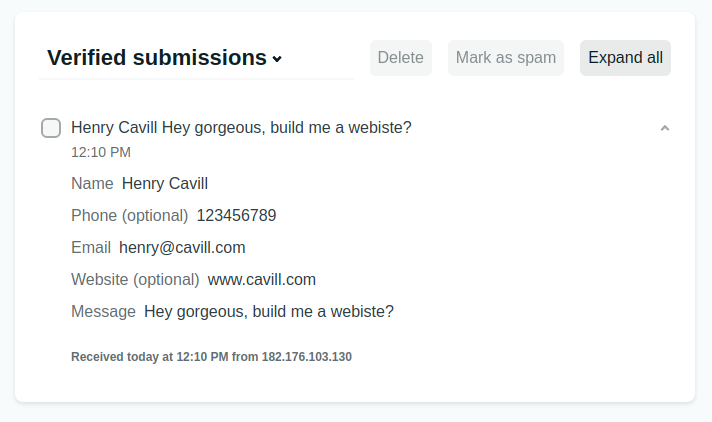 Verified submissions
Delete
Mark as spam
Expand all
Henry Cavill Hey gorgeous, build me a webiste?
12:10 PM
Name Henry Cavill
Phone (optional) 123456789
Email henry@cavill.com
Website (optional) www.cavill.com
Message Hey gorgeous, build me a webiste?
Received today at 12:10 PM from 182.176.103.130